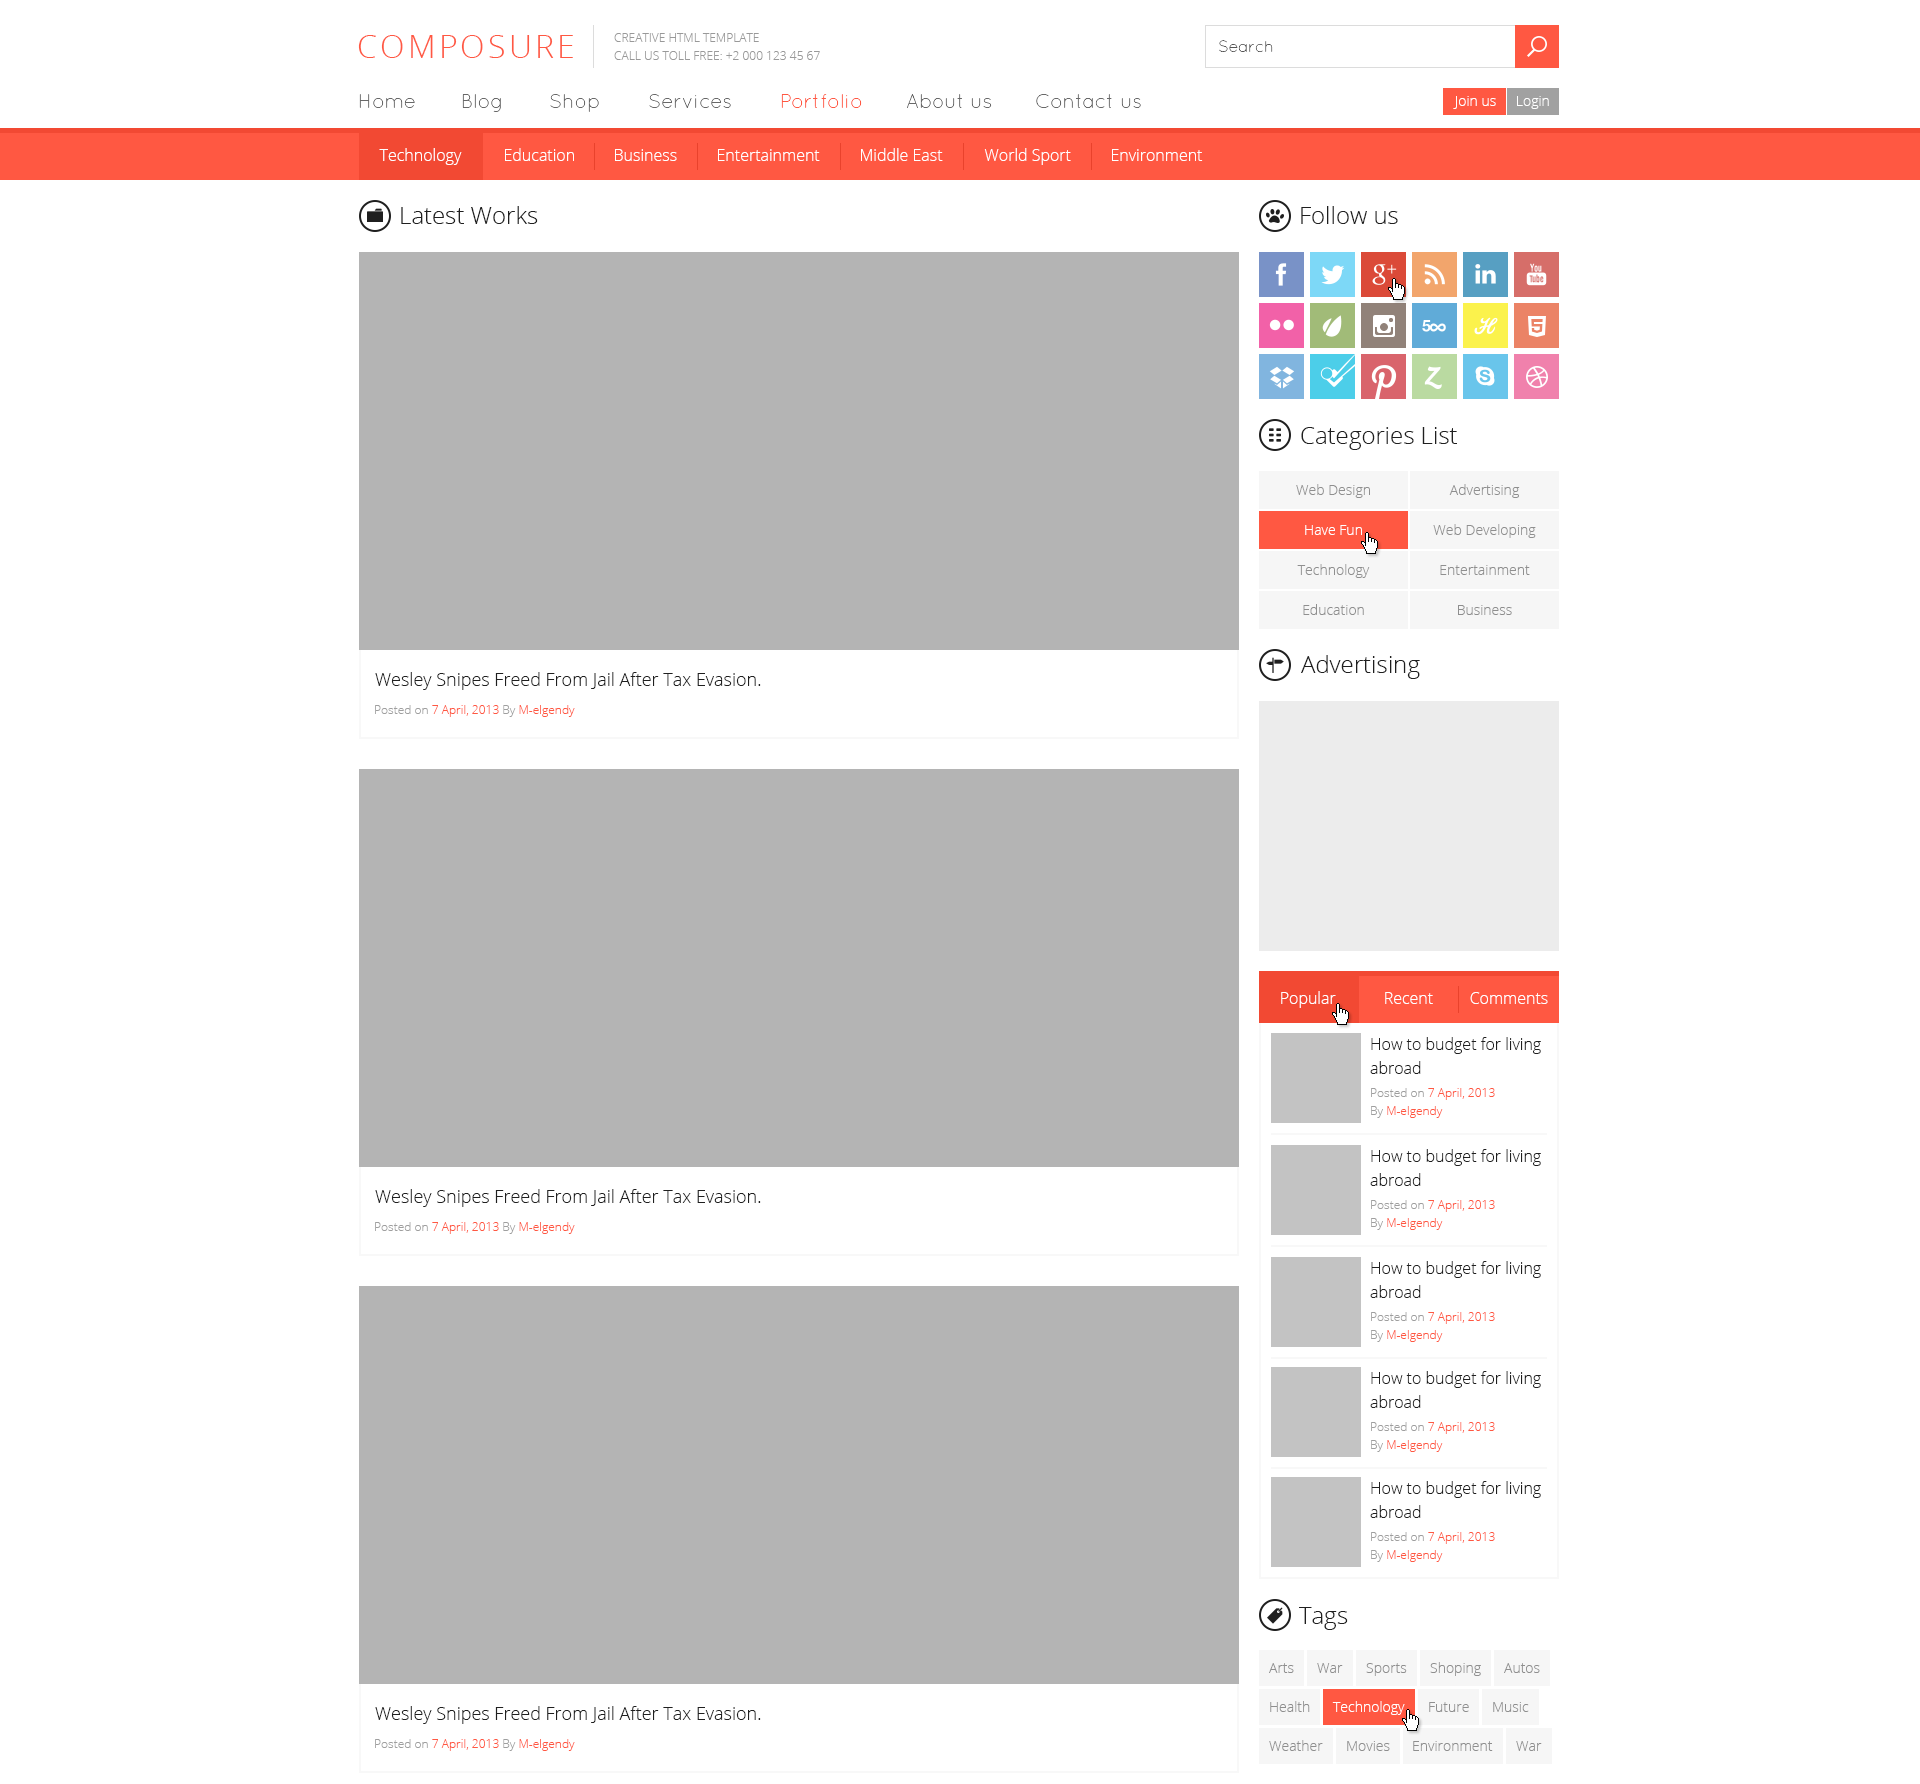 COMPOSURE
CREATIVE HTML TEMPLATE
CALL US TOLL FREE: +2 000 123 45 67
Search
Home Blog Shop Services Portfolio About us Contact us
Join us Login
Technology Education Business Entertainment Middle East World Sport Environment
Latest Works
Wesley Snipes Freed From Jail After Tax Evasion.
Posted on 7 April, 2013 By M-elgendy
Wesley Snipes Freed From Jail After Tax Evasion.
Posted on 7 April, 2013 By M-elgendy
Wesley Snipes Freed From Jail After Tax Evasion.
Posted on 7 April, 2013 By M-elgendy
Follow us
f g+ in You Tube
500 H 5
Z S
Categories List
Web Design Advertising
Have Fun Web Developing
Technology Entertainment
Education Business
Advertising
Popular Recent Comments
How to budget for living
abroad
Posted on 7 April, 2013
By M-elgendy
How to budget for living
abroad
Posted on 7 April, 2013
By M-elgendy
How to budget for living
abroad
Posted on 7 April, 2013
By M-elgendy
How to budget for living
abroad
Posted on 7 April, 2013
By M-elgendy
How to budget for living
abroad
Posted on 7 April, 2013
By M-elgendy
Tags
Arts War Sports Shoping Autos
Health Technology Future Music
Weather Movies Environment War